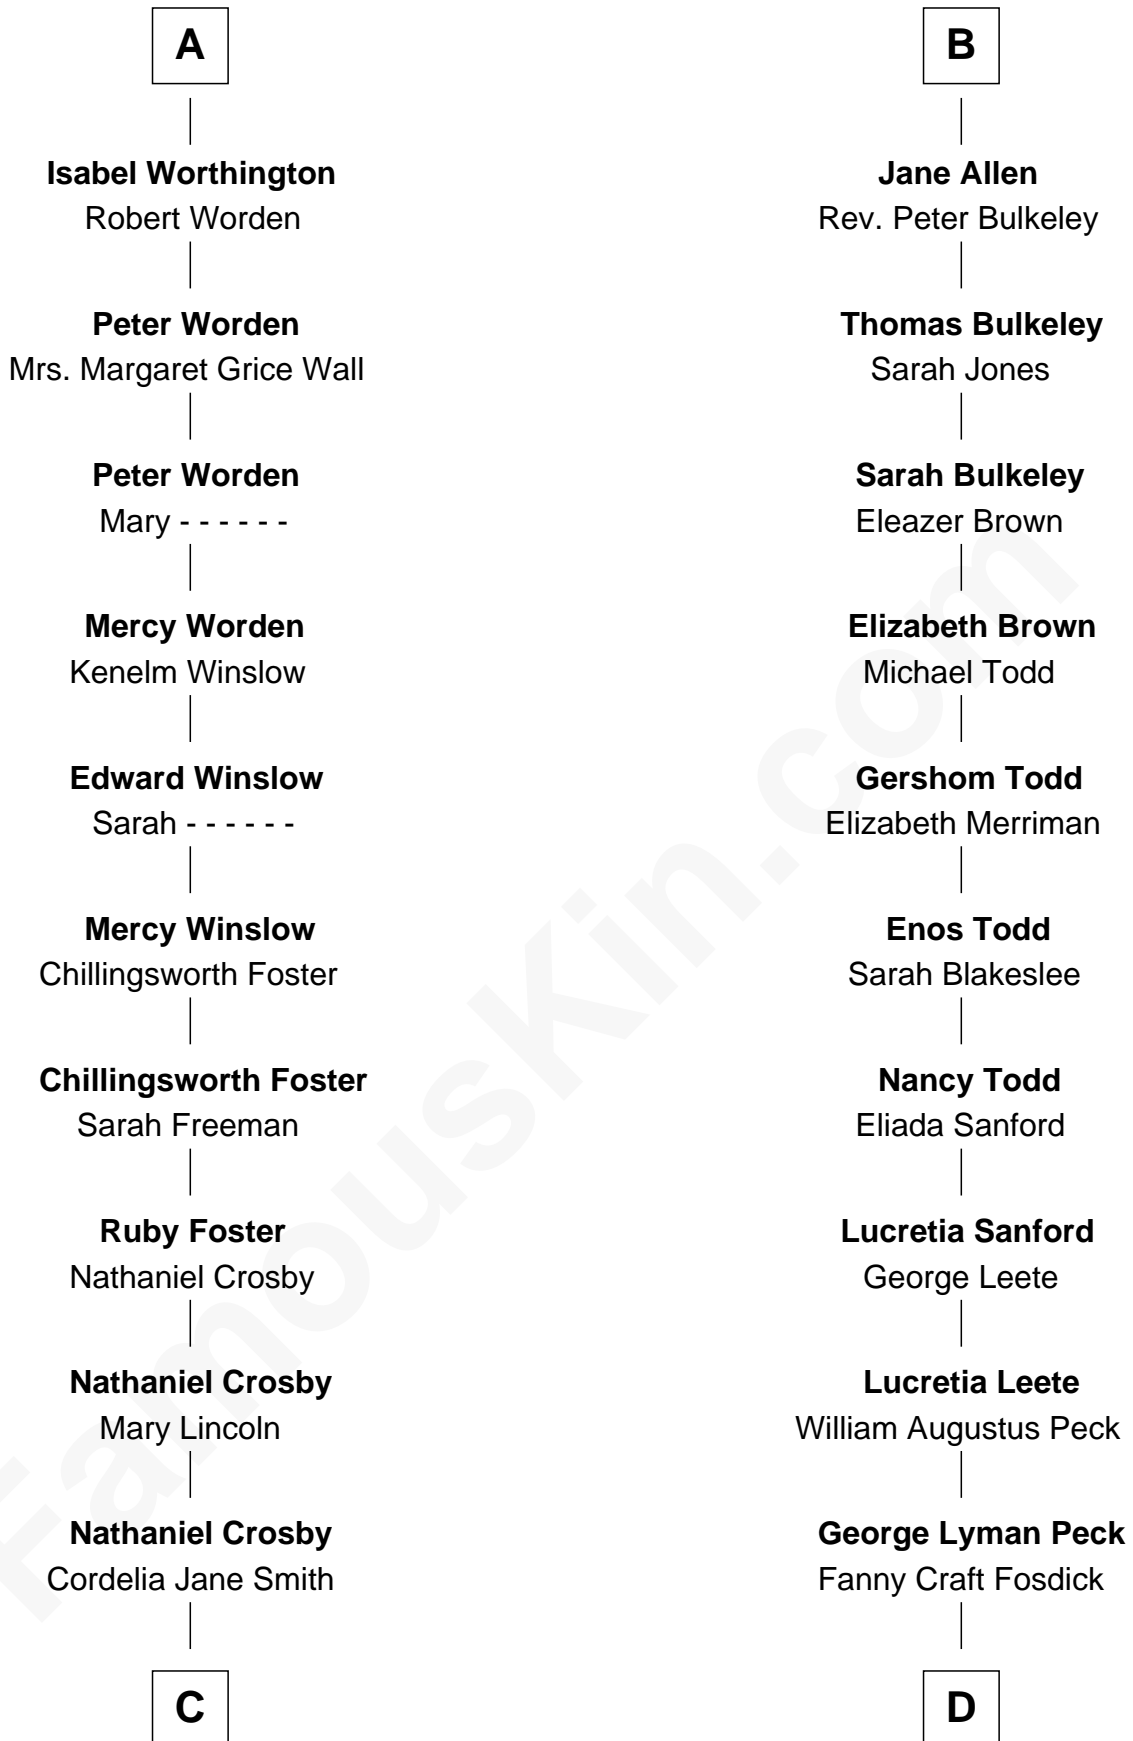 A
Isabel Worthington
Robert Worden
Peter Worden
Mrs. Margaret Grice Wall
Peter Worden
Mary - - - - - -
Mercy Worden
Kenelm Winslow
Edward Winslow
Sarah - - - - - -
Mercy Winslow
Chillingsworth Foster
Chillingsworth Foster
Sarah Freeman
Ruby Foster
Nathaniel Crosby
Nathaniel Crosby
Mary Lincoln
Nathaniel Crosby
Cordelia Jane Smith
C
B
Jane Allen
Rev. Peter Bulkeley
Thomas Bulkeley
Sarah Jones
Sarah Bulkeley
Eleazer Brown
Elizabeth Brown
Michael Todd
Gershom Todd
Elizabeth Merriman
Enos Todd
Sarah Blakeslee
Nancy Todd
Eliada Sanford
Lucretia Sanford
George Leete
Lucretia Leete
William Augustus Peck
George Lyman Peck
Fanny Craft Fosdick
D
FamousKin.com